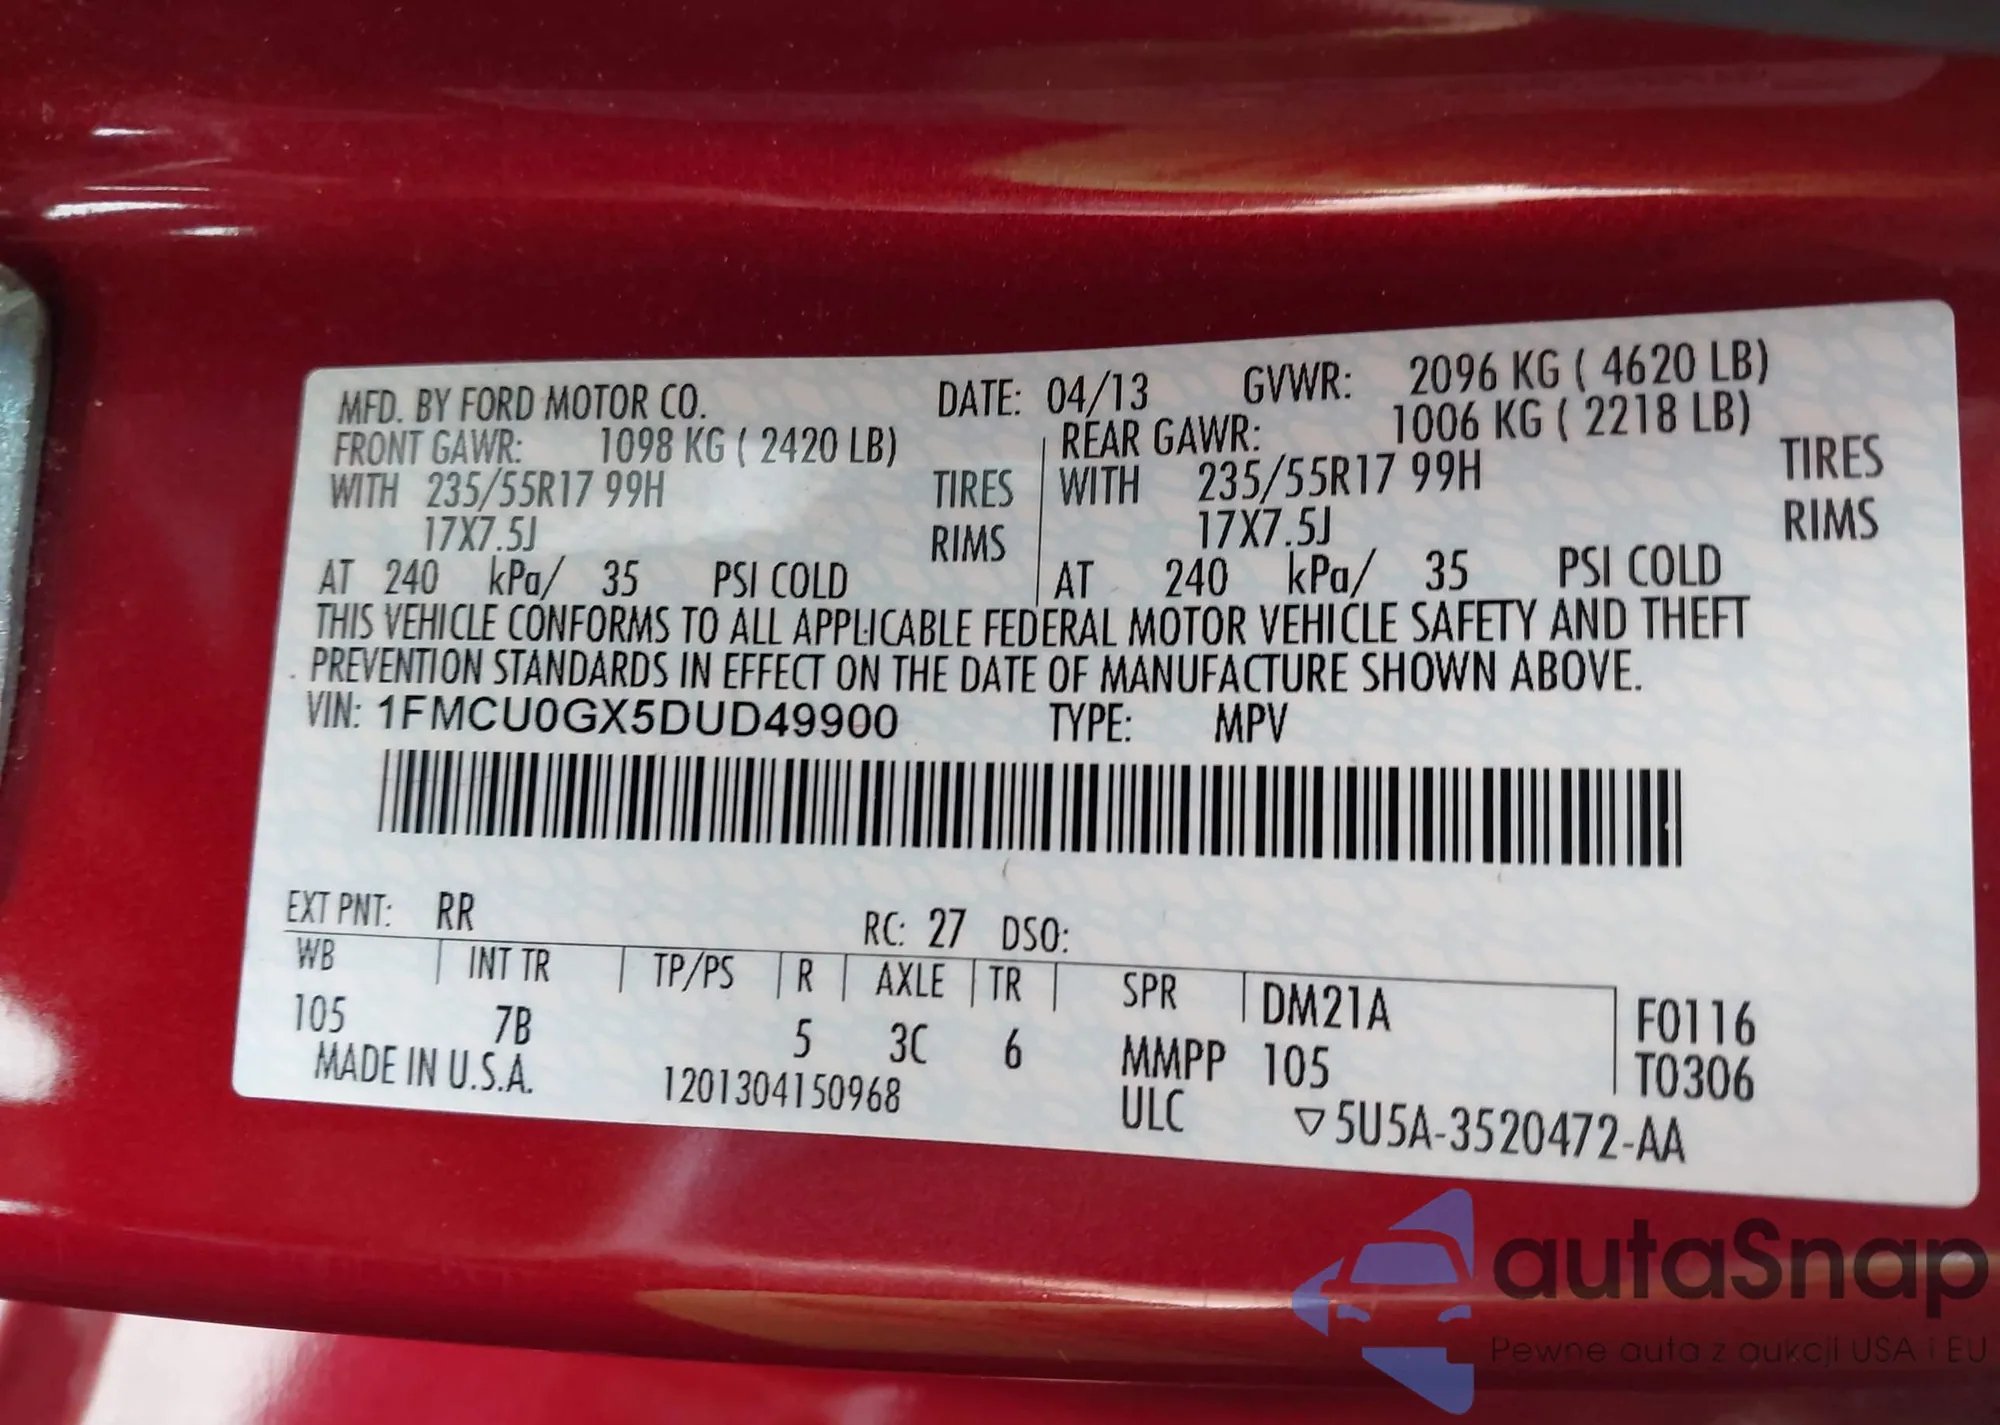 MFD. BY FORD MOTOR CO. DATE: 04/13 GVWR: 2096 KG ( 4620 LB)
FRONT GAWR: 1098 KG ( 2420 LB) REAR GAWR: 1006 KG ( 2218 LB)
WITH 235/55R17 99H TIRES WITH 235/55R17 99H TIRES
17X7.5J RIMS 17X7.5J RIMS
AT 240 kPa/ 35 PSI COLD AT 240 kPa/ 35 PSI COLD
THIS VEHICLE CONFORMS TO ALL APPLICABLE FEDERAL MOTOR VEHICLE SAFETY AND THEFT
PREVENTION STANDARDS IN EFFECT ON THE DATE OF MANUFACTURE SHOWN ABOVE.
VIN: 1FMCU0GX5DUD49900 TYPE: MPV
EXT PNT: RR RC: 27 DSO:
WB INT TR TP/PS R AXLE TR SPR DM21A F0116
105 7B 5 3C 6 MMPP 105 T0306
MADE IN U.S.A. 1201304150968 ULC ▽5U5A-3520472-AA
autaSnap
Pewne auta z aukcji USA i EU